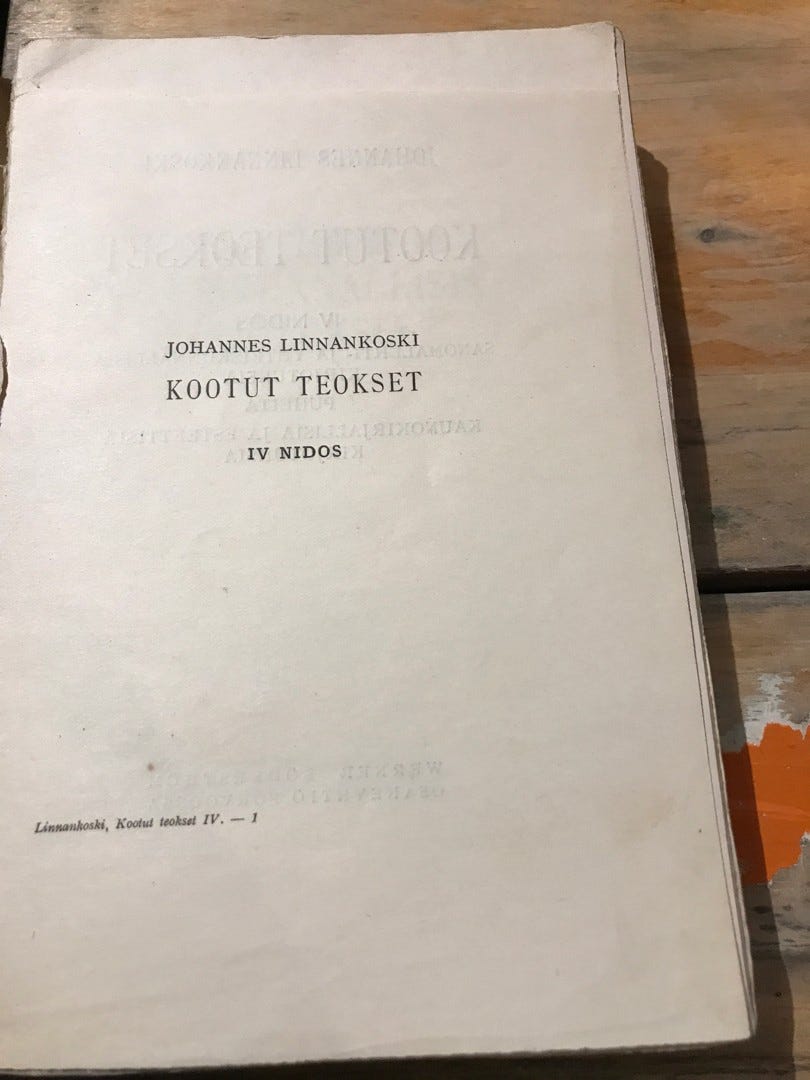 JOHANNES LINNANKOSKI
KOOTUT TEOKSET
IV NIDOS
Linnankoski, Kootut teokset IV. — 1